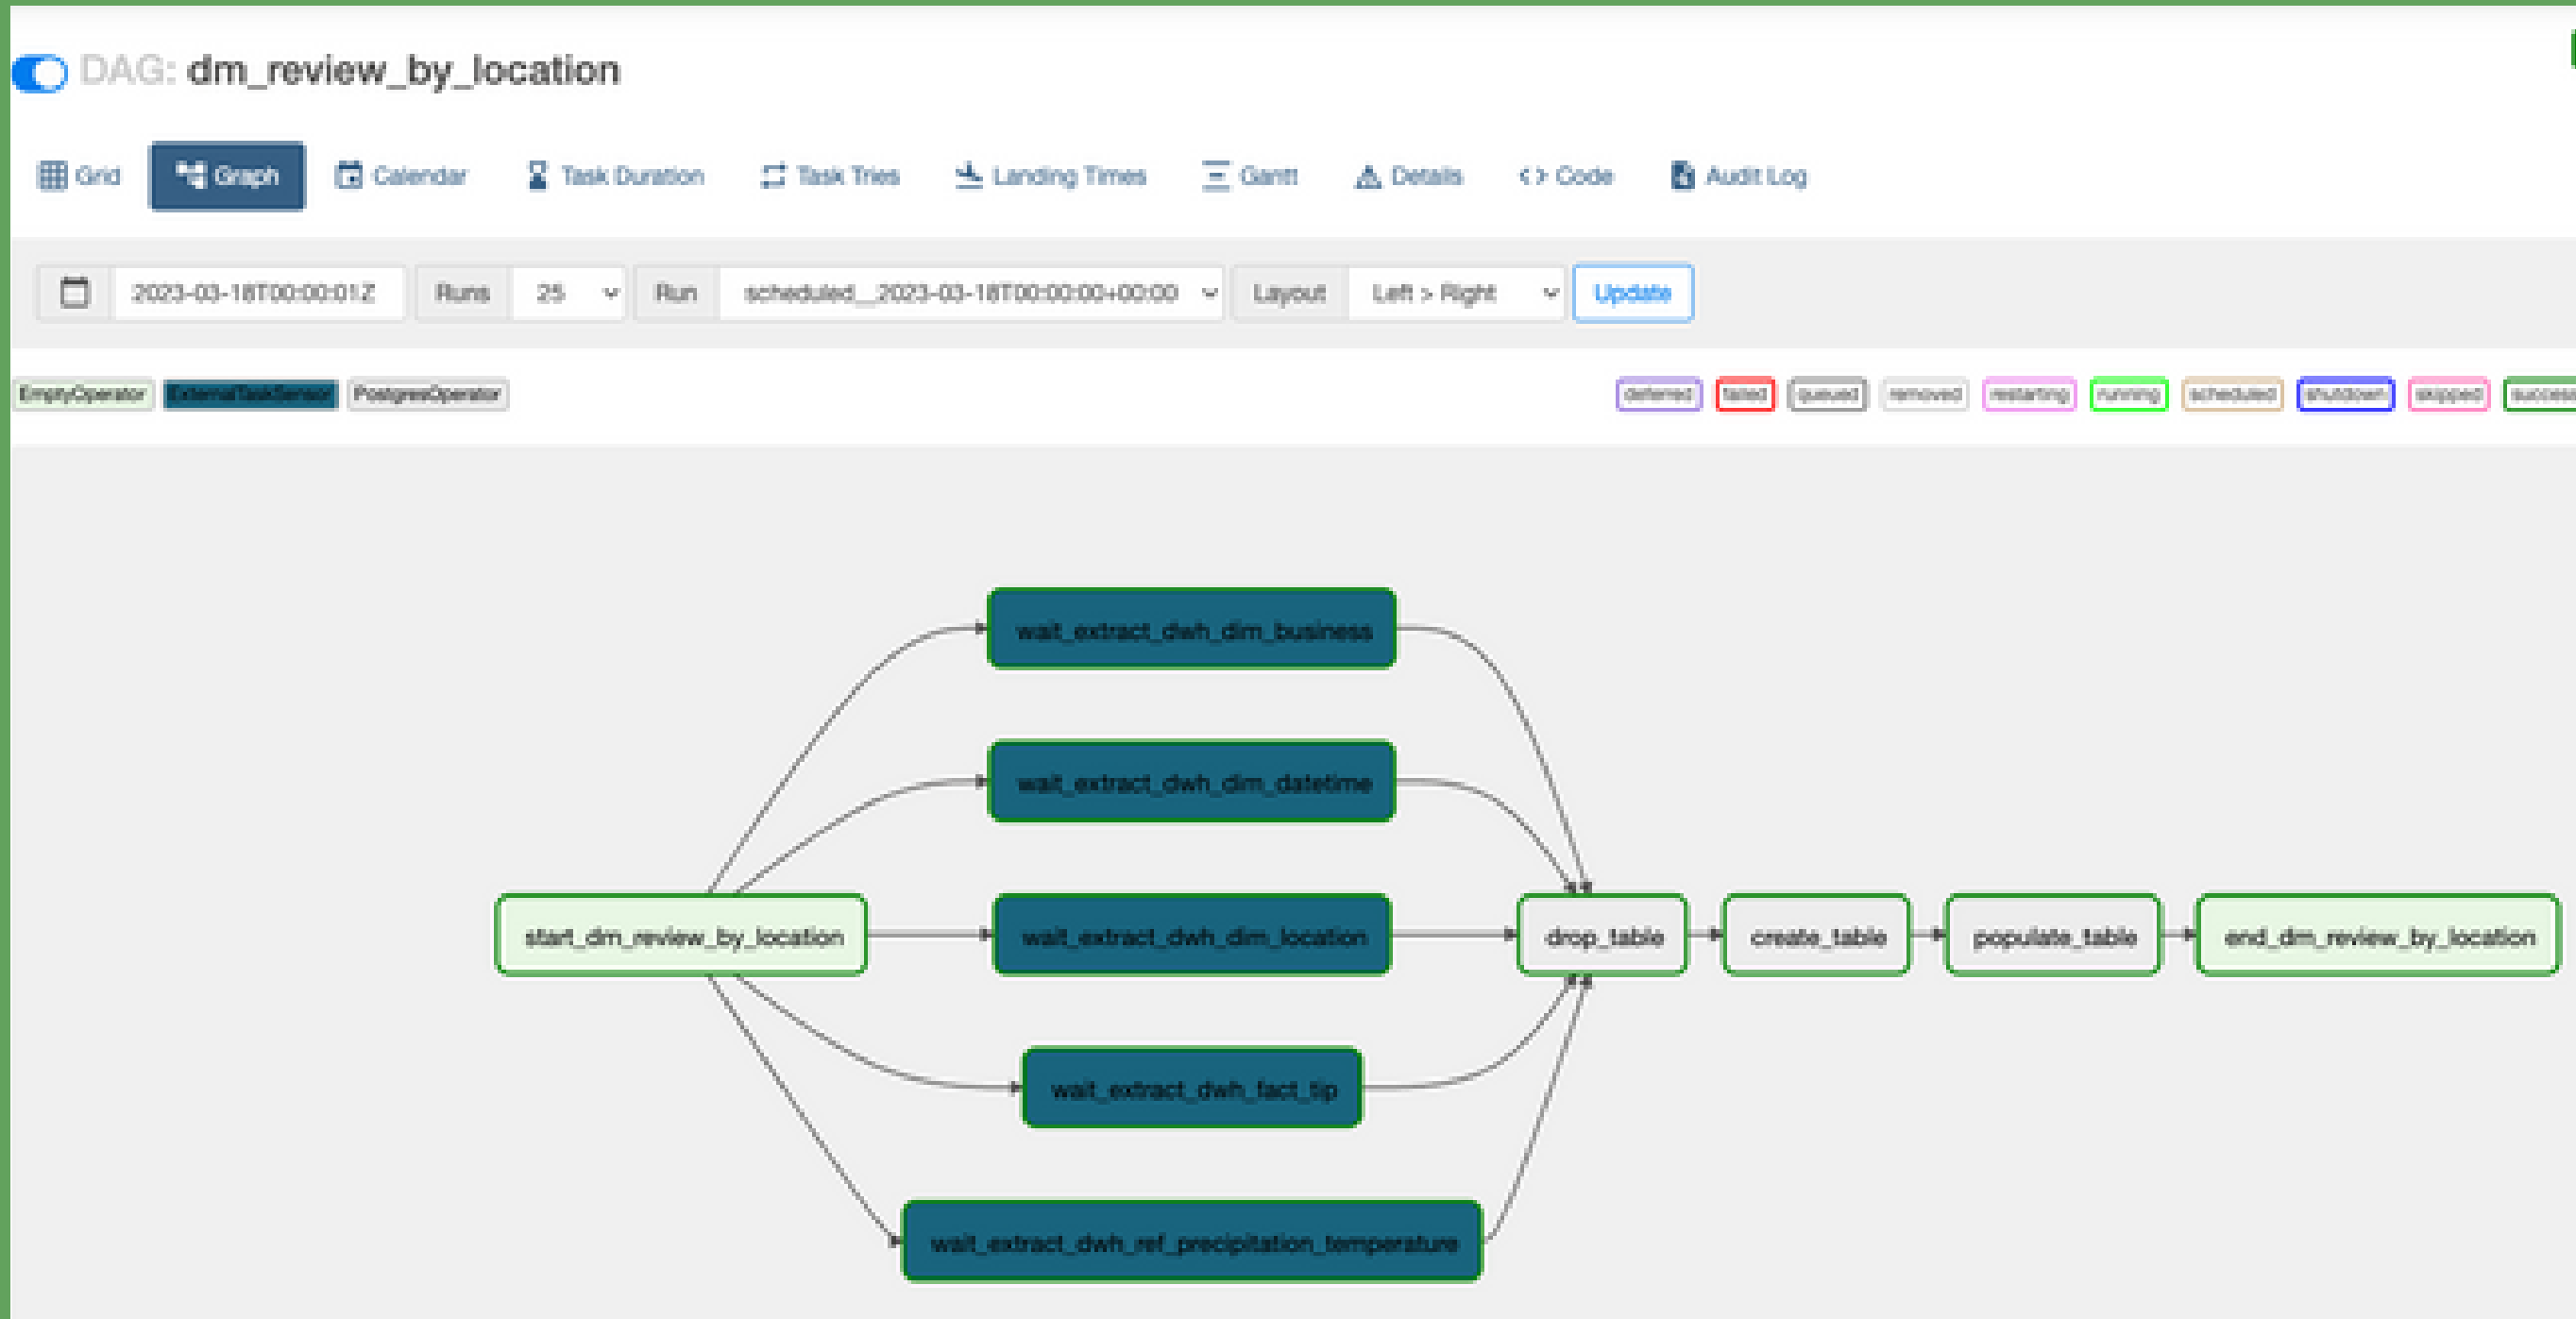 DAG: dm_review_by_location
Grid Graph Calendar Task Duration Task Tries Landing Times Gantt Details <> Code Audit Log
2023-03-18T00:00:01Z Runs 25 Run scheduled__2023-03-18T00:00:00+00:00 Layout Left > Right Update
EmptyOperator ExternalTaskSensor PostgresOperator deferred failed queued removed restarting running scheduled shutdown skipped success
wait_extract_dwh_dim_business
wait_extract_dwh_dim_datetime
start_dm_review_by_location wait_extract_dwh_dim_location drop_table create_table populate_table end_dm_review_by_location
wait_extract_dwh_fact_tip
wait_extract_dwh_ref_precipitation_temperature